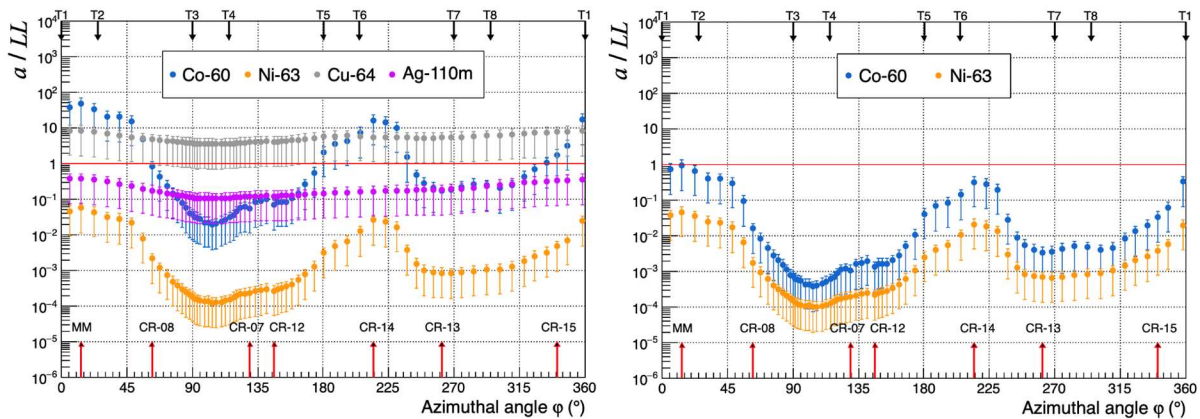 T1 T2 T3 T4 T5 T6 T7 T8 T1
a / LL
10⁴
10³
10²
10
1
10⁻¹
10⁻²
10⁻³
10⁻⁴
10⁻⁵
10⁻⁶
Co-60 Ni-63 Cu-64 Ag-110m
MM CR-08 CR-07 CR-12 CR-14 CR-13 CR-15
0 45 90 135 180 225 270 315 360
Azimuthal angle φ (°)
T1 T2 T3 T4 T5 T6 T7 T8 T1
a / LL
10⁴
10³
10²
10
1
10⁻¹
10⁻²
10⁻³
10⁻⁴
10⁻⁵
10⁻⁶
Co-60 Ni-63
MM CR-08 CR-07 CR-12 CR-14 CR-13 CR-15
0 45 90 135 180 225 270 315 360
Azimuthal angle φ (°)